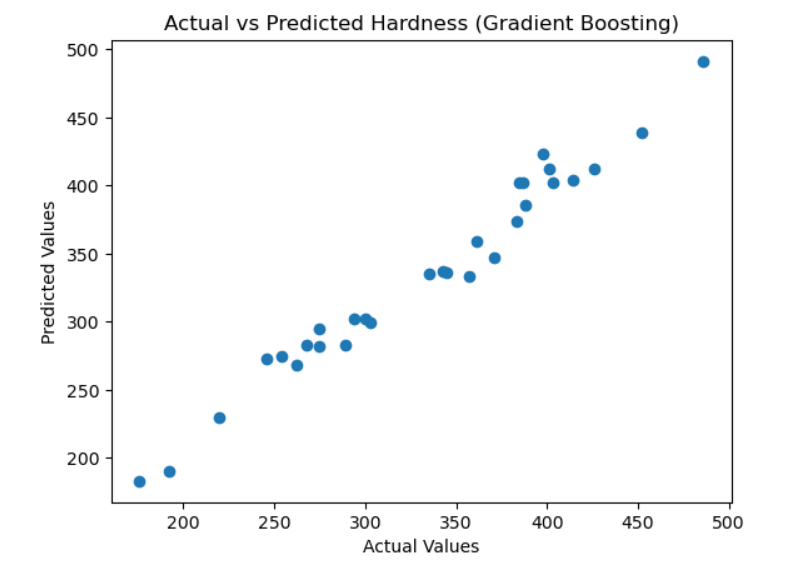 Actual vs Predicted Hardness (Gradient Boosting)
500
450
400
350
300
250
200
Predicted Values
200 250 300 350 400 450 500
Actual Values